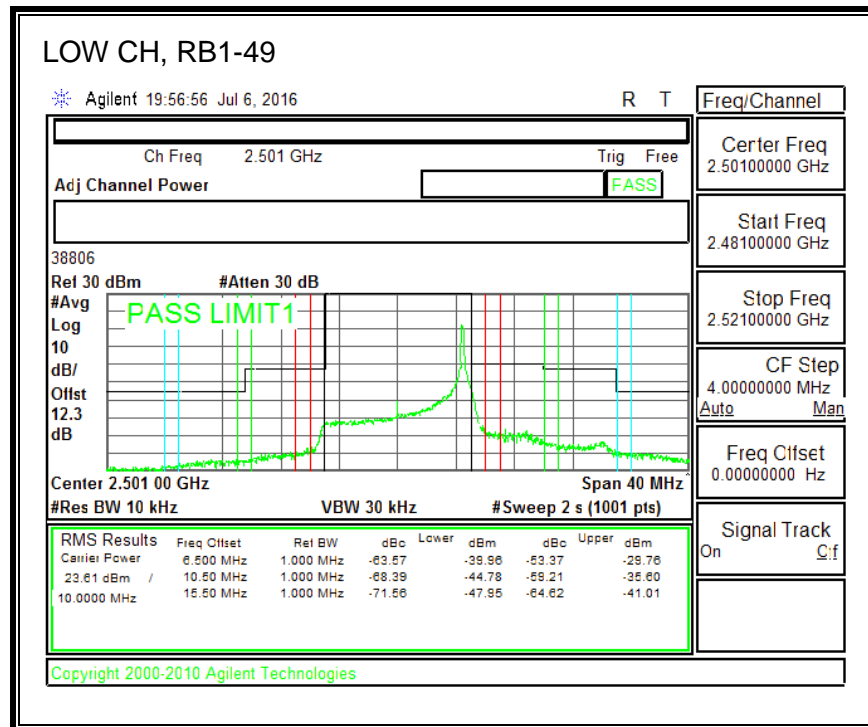 LOW CH, RB1-49
Agilent 19:56:56 Jul 6, 2016 R T
Ch Freq 2.501 GHz Trig Free
Adj Channel Power FASS
38806
Ref 30 dBm #Atten 30 dB
#Avg
Log
10
dB/
Offst
12.3
dB
PASS LIMIT1
Center 2.501 00 GHz Span 40 MHz
#Res BW 10 kHz VBW 30 kHz #Sweep 2 s (1001 pts)
RMS Results Freq Offset Ref BW dBc Lower dBm dBc Upper dBm
Carrier Power 6.500 MHz 1.000 MHz -63.57 -39.96 -53.37 -29.76
23.61 dBm / 10.50 MHz 1.000 MHz -68.39 -44.78 -59.21 -35.60
10.0000 MHz 15.50 MHz 1.000 MHz -71.56 -47.95 -64.62 -41.01
Copyright 2000-2010 Agilent Technologies
Freq/Channel
Center Freq
2.50100000 GHz
Start Freq
2.48100000 GHz
Stop Freq
2.52100000 GHz
CF Step
4.00000000 MHz
Auto Man
Freq Offset
0.00000000 Hz
Signal Track
On Off